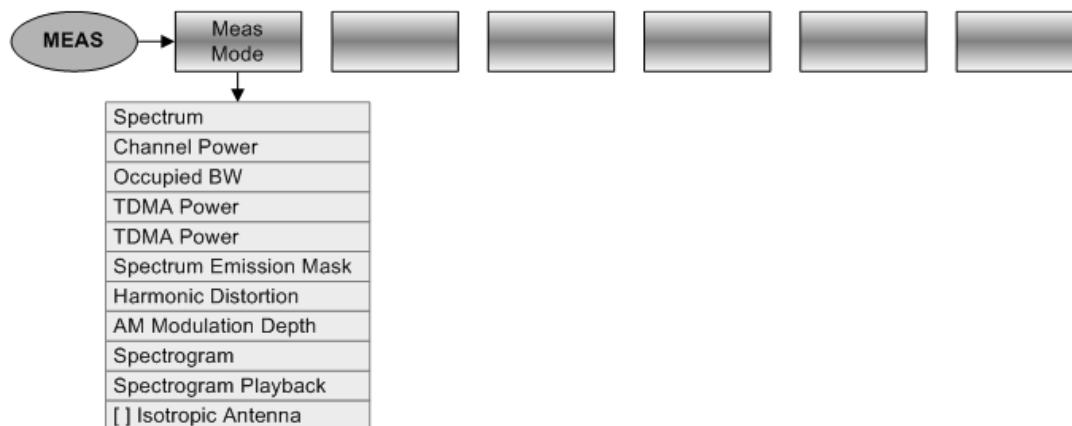 MEAS
Meas
Mode
Spectrum
Channel Power
Occupied BW
TDMA Power
TDMA Power
Spectrum Emission Mask
Harmonic Distortion
AM Modulation Depth
Spectrogram
Spectrogram Playback
[ ] Isotropic Antenna